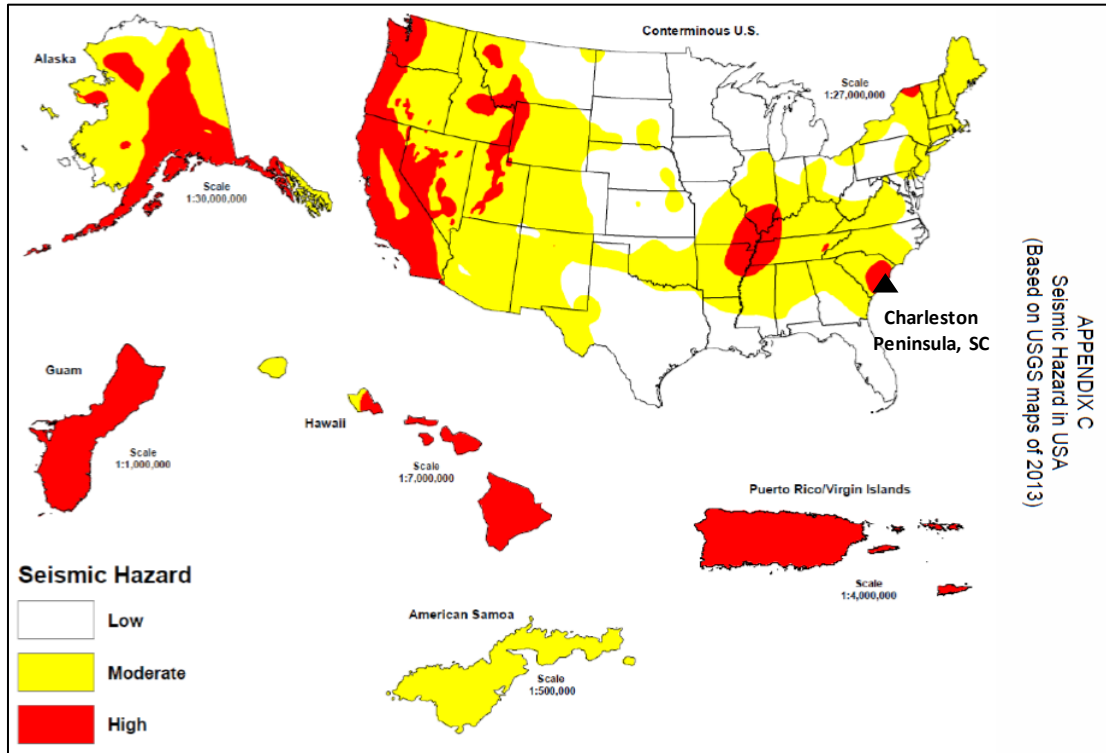 Alaska
Scale
1:30,000,000
Conterminous U.S.
Scale
1:27,000,000
Charleston
Peninsula, SC
APPENDIX C
Seismic Hazard in USA
(Based on USGS maps of 2013)
Guam
Scale
1:1,000,000
Hawaii
Scale
1:7,000,000
Puerto Rico/Virgin Islands
Scale
1:4,000,000
American Samoa
Scale
1:500,000
Seismic Hazard
Low
Moderate
High